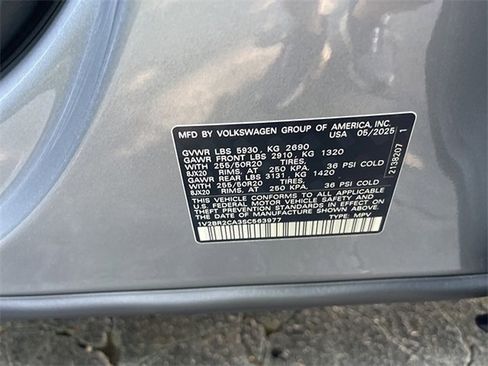 MFD BY VOLKSWAGEN GROUP OF AMERICA, INC.
USA 05/2025
GVWR LBS 5930, KG 2690
GAWR FRONT LBS 2910, KG 1320
WITH 255/50R20 TIRES,
8JX20 RIMS. AT 250 KPA, 36 PSI COLD
GAWR REAR LBS 3131, KG 1420
WITH 255/50R20 TIRES,
8JX20 RIMS. AT 250 KPA, 36 PSI COLD
THIS VEHICLE CONFORMS TO ALL APPLICABLE
FEDERAL MOTOR VEHICLE SAFETY AND
THEFT PREVENTION STANDARDS IN EFFECT ON
THE DATE OF MANUFACTURE SHOWN ABOVE.
1V2BR2CA3SC563977 TYPE: MPV
2138207 1